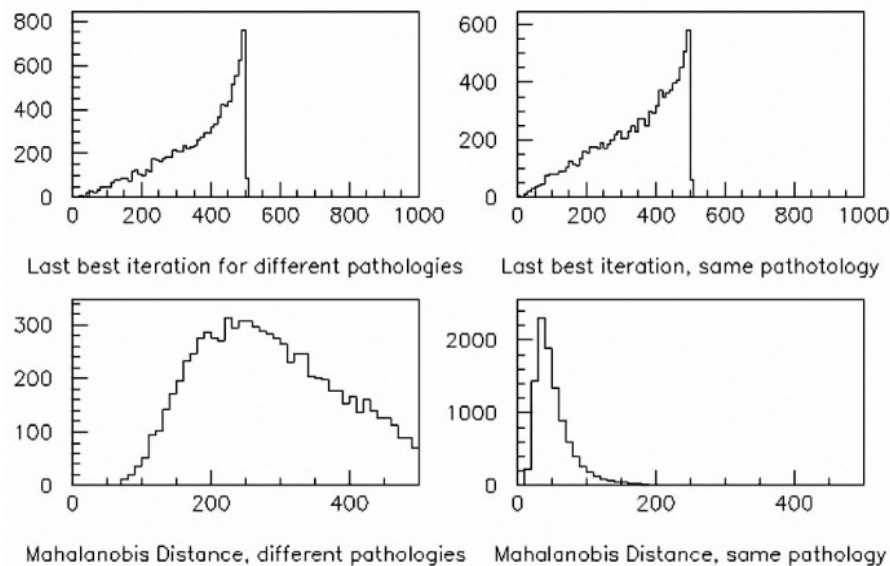 800
600
400
200
0
0 200 400 600 800 1000
Last best iteration for different pathologies
600
400
200
0
0 200 400 600 800 1000
Last best iteration, same pathotology
300
200
100
0
0 200 400
Mahalanobis Distance, different pathologies
2000
1000
0
0 200 400
Mahalanobis Distance, same pathology